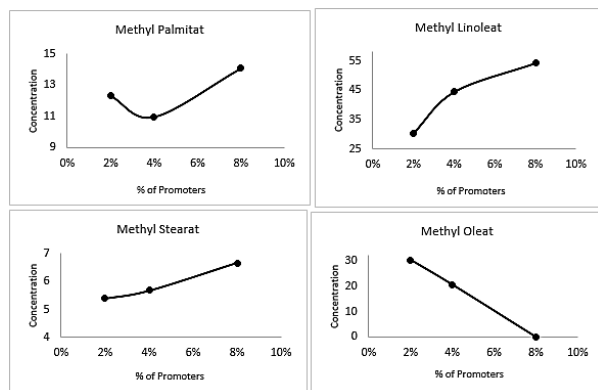 Methyl Palmitat
15
13
11
9
Concentration
0% 2% 4% 6% 8% 10%
% of Promoters
Methyl Linoleat
55
45
35
25
Concentration
0% 2% 4% 6% 8% 10%
% of Promoters
Methyl Stearat
7
6
5
4
Concentration
0% 2% 4% 6% 8% 10%
% of Promoters
Methyl Oleat
30
20
10
0
Concentration
0% 2% 4% 6% 8% 10%
% of Promoters